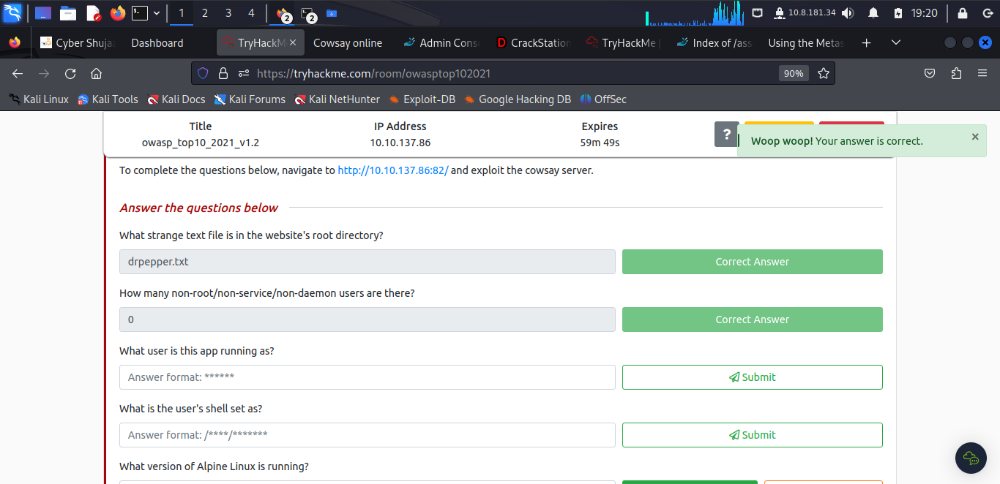 1 2 3 4 2 2 10.8.181.34 19:20
Cyber Shuja Dashboard TryHackM Cowsay online Admin Cons CrackStation TryHackMe Index of /ass Using the Metas
https://tryhackme.com/room/owasptop102021 90%
Kali Linux Kali Tools Kali Docs Kali Forums Kali NetHunter Exploit-DB Google Hacking DB OffSec
Title IP Address Expires
owasp_top10_2021_v1.2 10.10.137.86 59m 49s ?
Woop woop! Your answer is correct. ×
To complete the questions below, navigate to http://10.10.137.86:82/ and exploit the cowsay server.
Answer the questions below
What strange text file is in the website's root directory?
drpepper.txt Correct Answer
How many non-root/non-service/non-daemon users are there?
0 Correct Answer
What user is this app running as?
Answer format: ****** Submit
What is the user's shell set as?
Answer format: /****/******* Submit
What version of Alpine Linux is running?